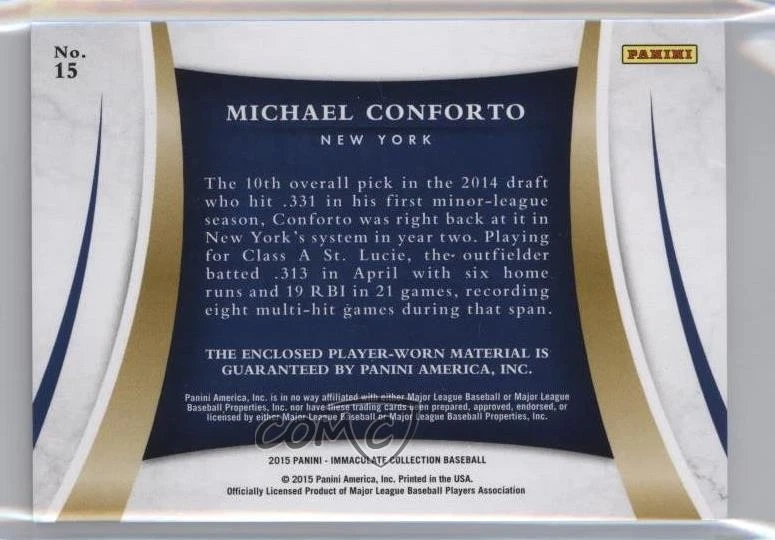 No.
15
PANINI
MICHAEL CONFORTO
NEW YORK
The 10th overall pick in the 2014 draft
who hit .331 in his first minor-league
season, Conforto was right back at it in
New York's system in year two. Playing
for Class A St. Lucie, the outfielder
batted .313 in April with six home
runs and 19 RBI in 21 games, recording
eight multi-hit games during that span.
THE ENCLOSED PLAYER-WORN MATERIAL IS
GUARANTEED BY PANINI AMERICA, INC.
Panini America, Inc. is in no way affiliated with either Major League Baseball or Major League
Baseball Properties, Inc. nor have these trading cards been prepared, approved, endorsed, or
licensed by either Major League Baseball or Major League Baseball Properties, Inc.
COMC
2015 PANINI - IMMACULATE COLLECTION BASEBALL
© 2015 Panini America, Inc. Printed in the USA.
Officially Licensed Product of Major League Baseball Players Association